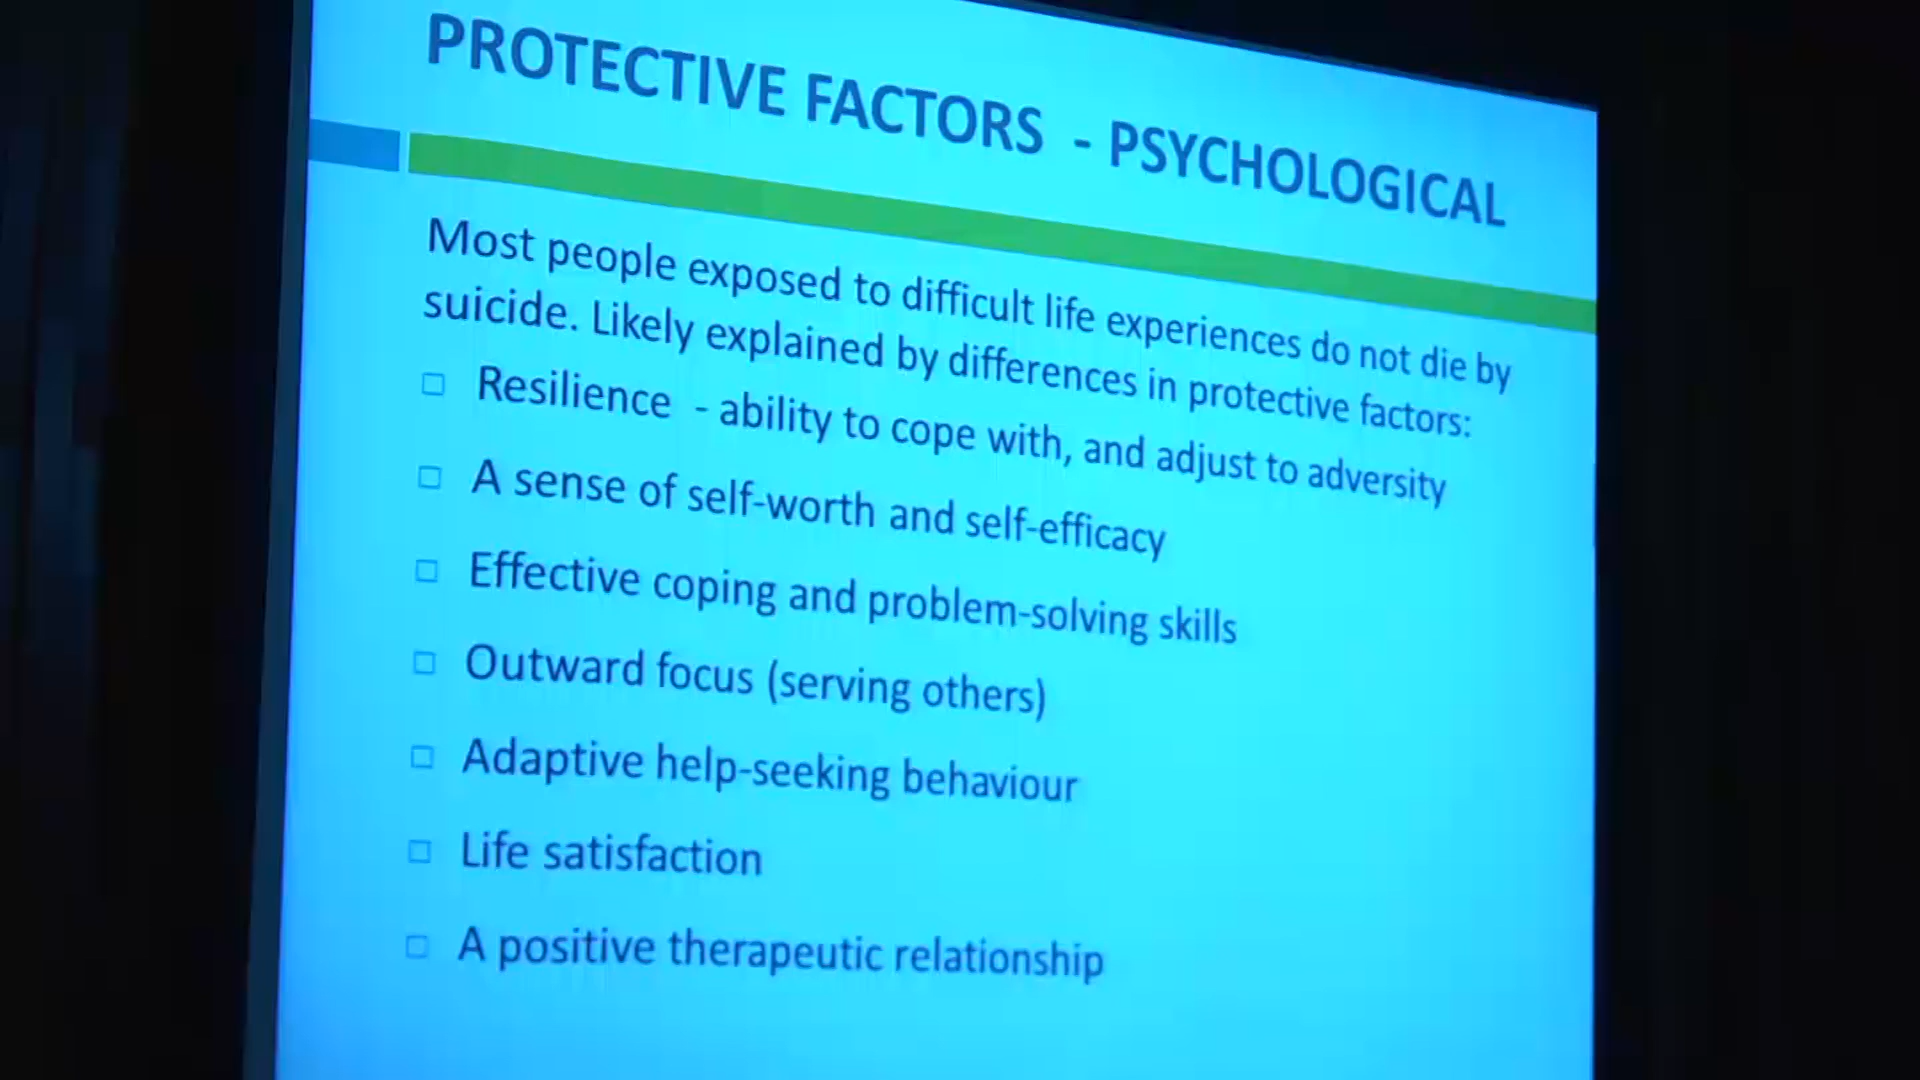 PROTECTIVE FACTORS - PSYCHOLOGICAL
Most people exposed to difficult life experiences do not die by
suicide. Likely explained by differences in protective factors:
Resilience - ability to cope with, and adjust to adversity
A sense of self-worth and self-efficacy
Effective coping and problem-solving skills
Outward focus (serving others)
Adaptive help-seeking behaviour
Life satisfaction
A positive therapeutic relationship